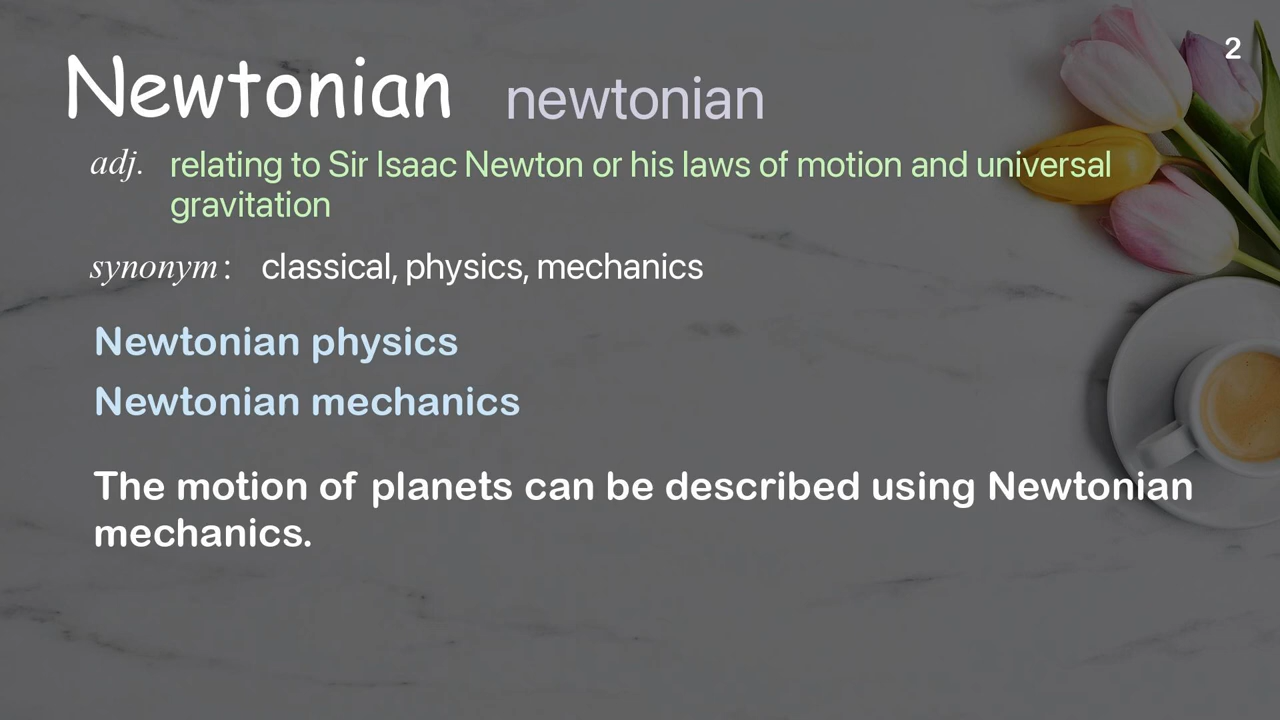 2
Newtonian newtonian
adj. relating to Sir Isaac Newton or his laws of motion and universal
gravitation
synonym : classical, physics, mechanics
Newtonian physics
Newtonian mechanics
The motion of planets can be described using Newtonian
mechanics.